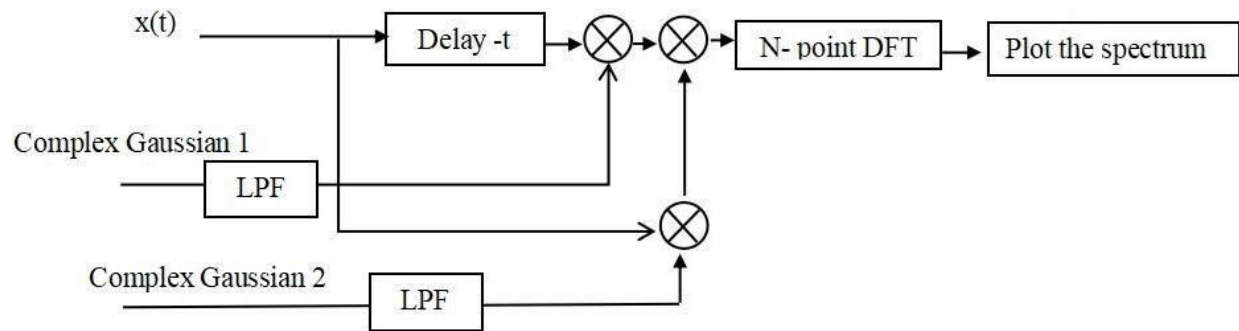 x(t)
Delay -t
N- point DFT
Plot the spectrum
Complex Gaussian 1
LPF
Complex Gaussian 2
LPF